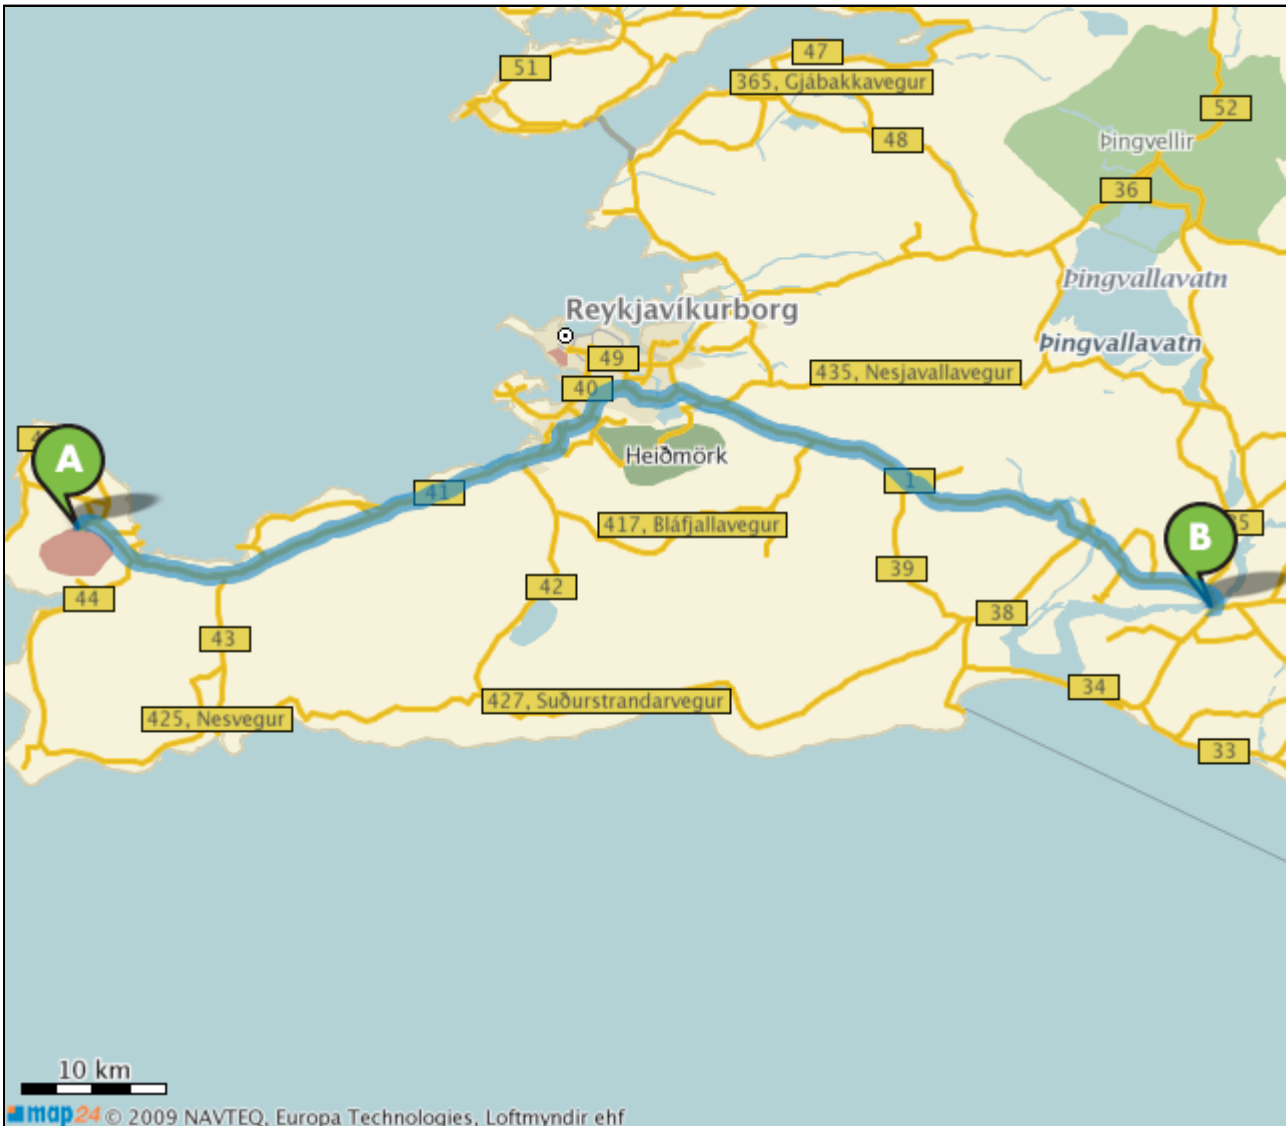 47
51
365, Gjábakkavegur
52
48
Þingvellir
36
Þingvallavatn
Reykjavíkurborg
Þingvallavatn
49
435, Nesjavallavegur
40
A
Heiðmörk
1
41
417, Bláfjallavegur
B
39
42
44
38
43
34
427, Suðurstrandarvegur
425, Nesvegur
33
10 km
map24 © 2009 NAVTEQ, Europa Technologies, Loftmyndir ehf